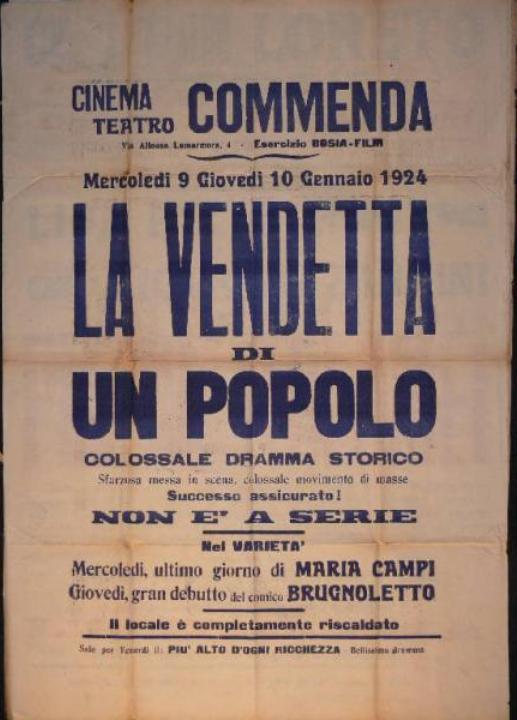 CINEMA TEATRO COMMENDA
Via Alfonso Lamarmora, 4 - Esercizio BOSIA-FILM
Mercoledì 9 Giovedì 10 Gennaio 1924
LA VENDETTA
DI
UN POPOLO
COLOSSALE DRAMMA STORICO
Sfarzosa messa in scena, colossale movimento di masse
Successo assicurato!
NON E' A SERIE
Nel VARIETA'
Mercoledì, ultimo giorno di MARIA CAMPI
Giovedì, gran debutto del comico BRUGNOLETTO
Il locale è completamente riscaldato
Solo per Venerdì 11: PIU' ALTO D'OGNI RICCHEZZA - Bellissimo dramma